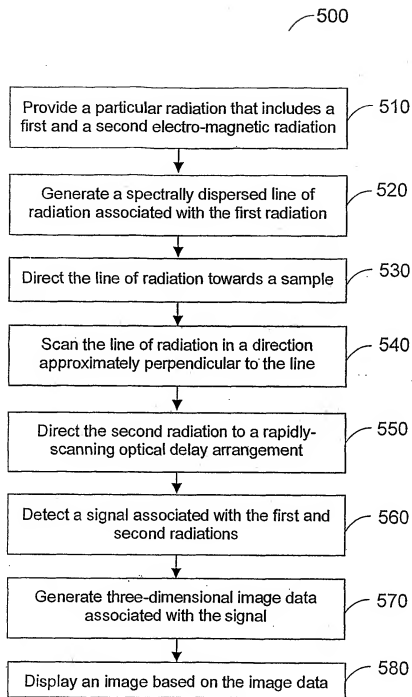 500
Provide a particular radiation that includes a
first and a second electro-magnetic radiation
510
Generate a spectrally dispersed line of
radiation associated with the first radiation
520
Direct the line of radiation towards a sample
530
Scan the line of radiation in a direction
approximately perpendicular to the line
540
Direct the second radiation to a rapidly-
scanning optical delay arrangement
550
Detect a signal associated with the first and
second radiations
560
Generate three-dimensional image data
associated with the signal
570
Display an image based on the image data
580